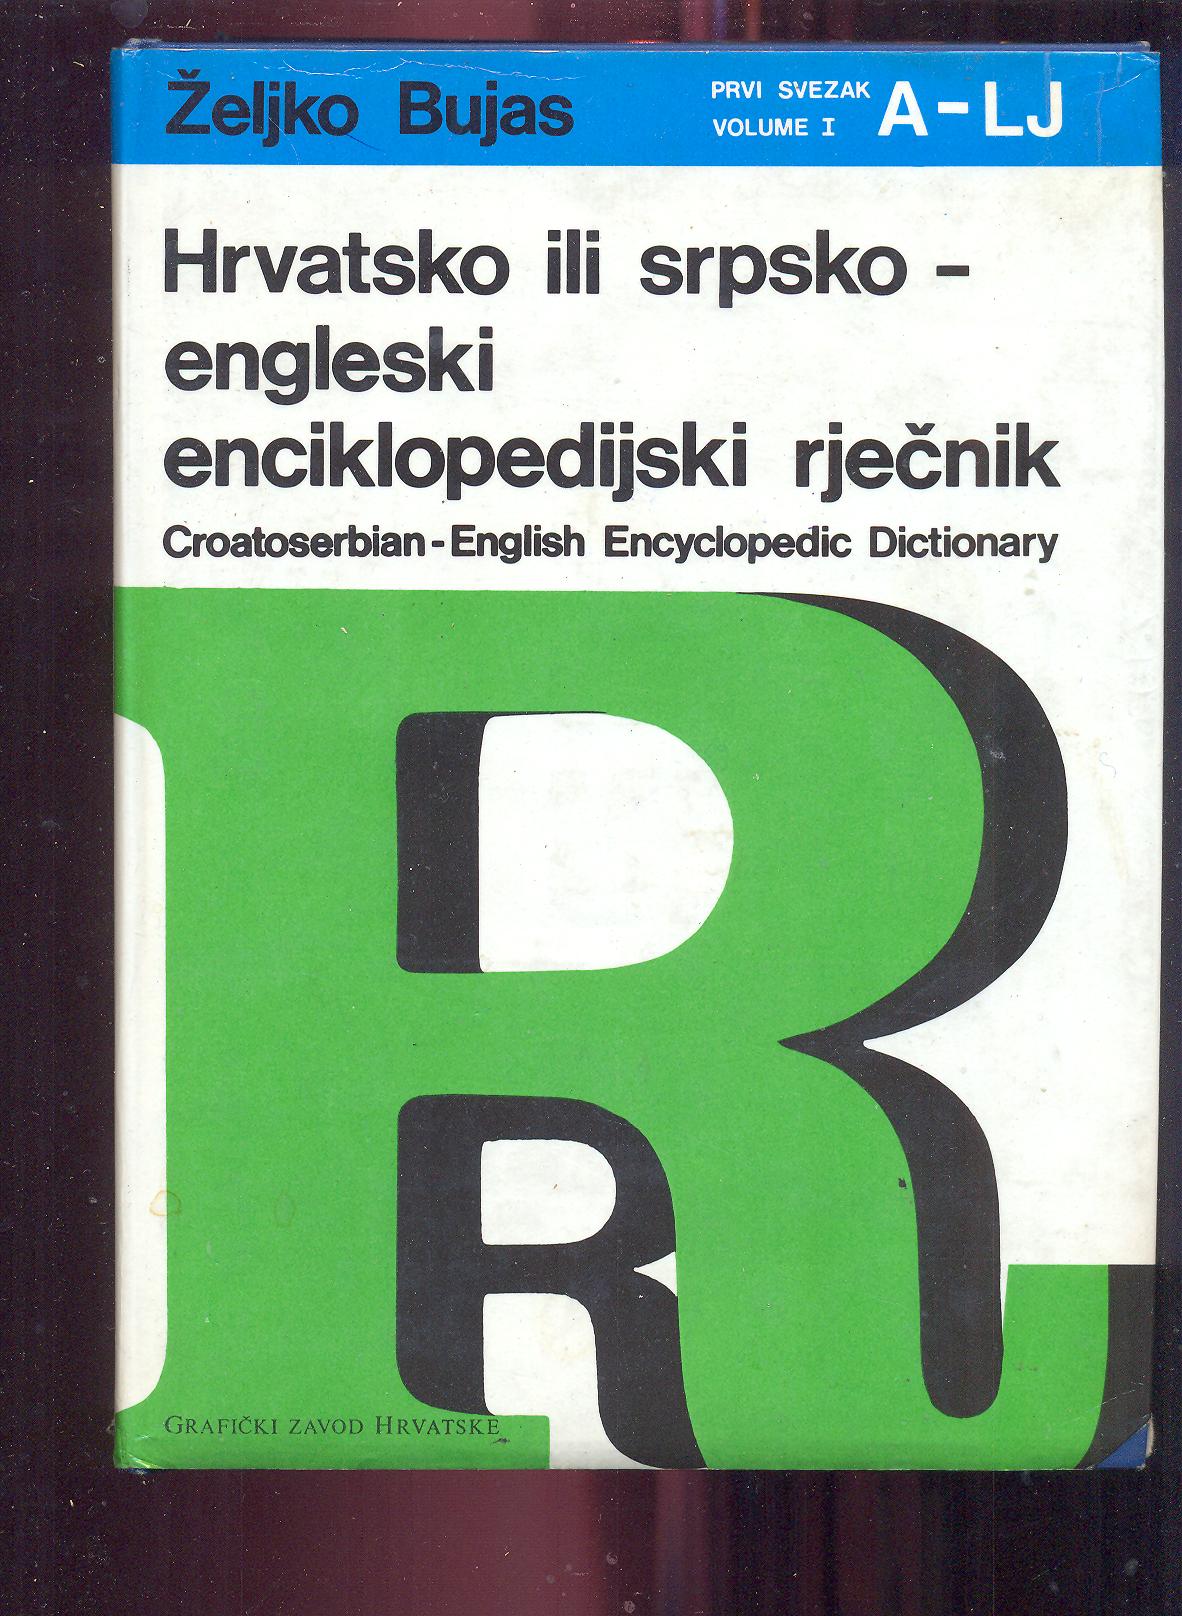 Željko Bujas
PRVI SVEZAK
VOLUME I
A-LJ
Hrvatsko ili srpsko -
engleski
enciklopedijski rječnik
Croatoserbian-English Encyclopedic Dictionary
R
R
GRAFIČKI ZAVOD HRVATSKE